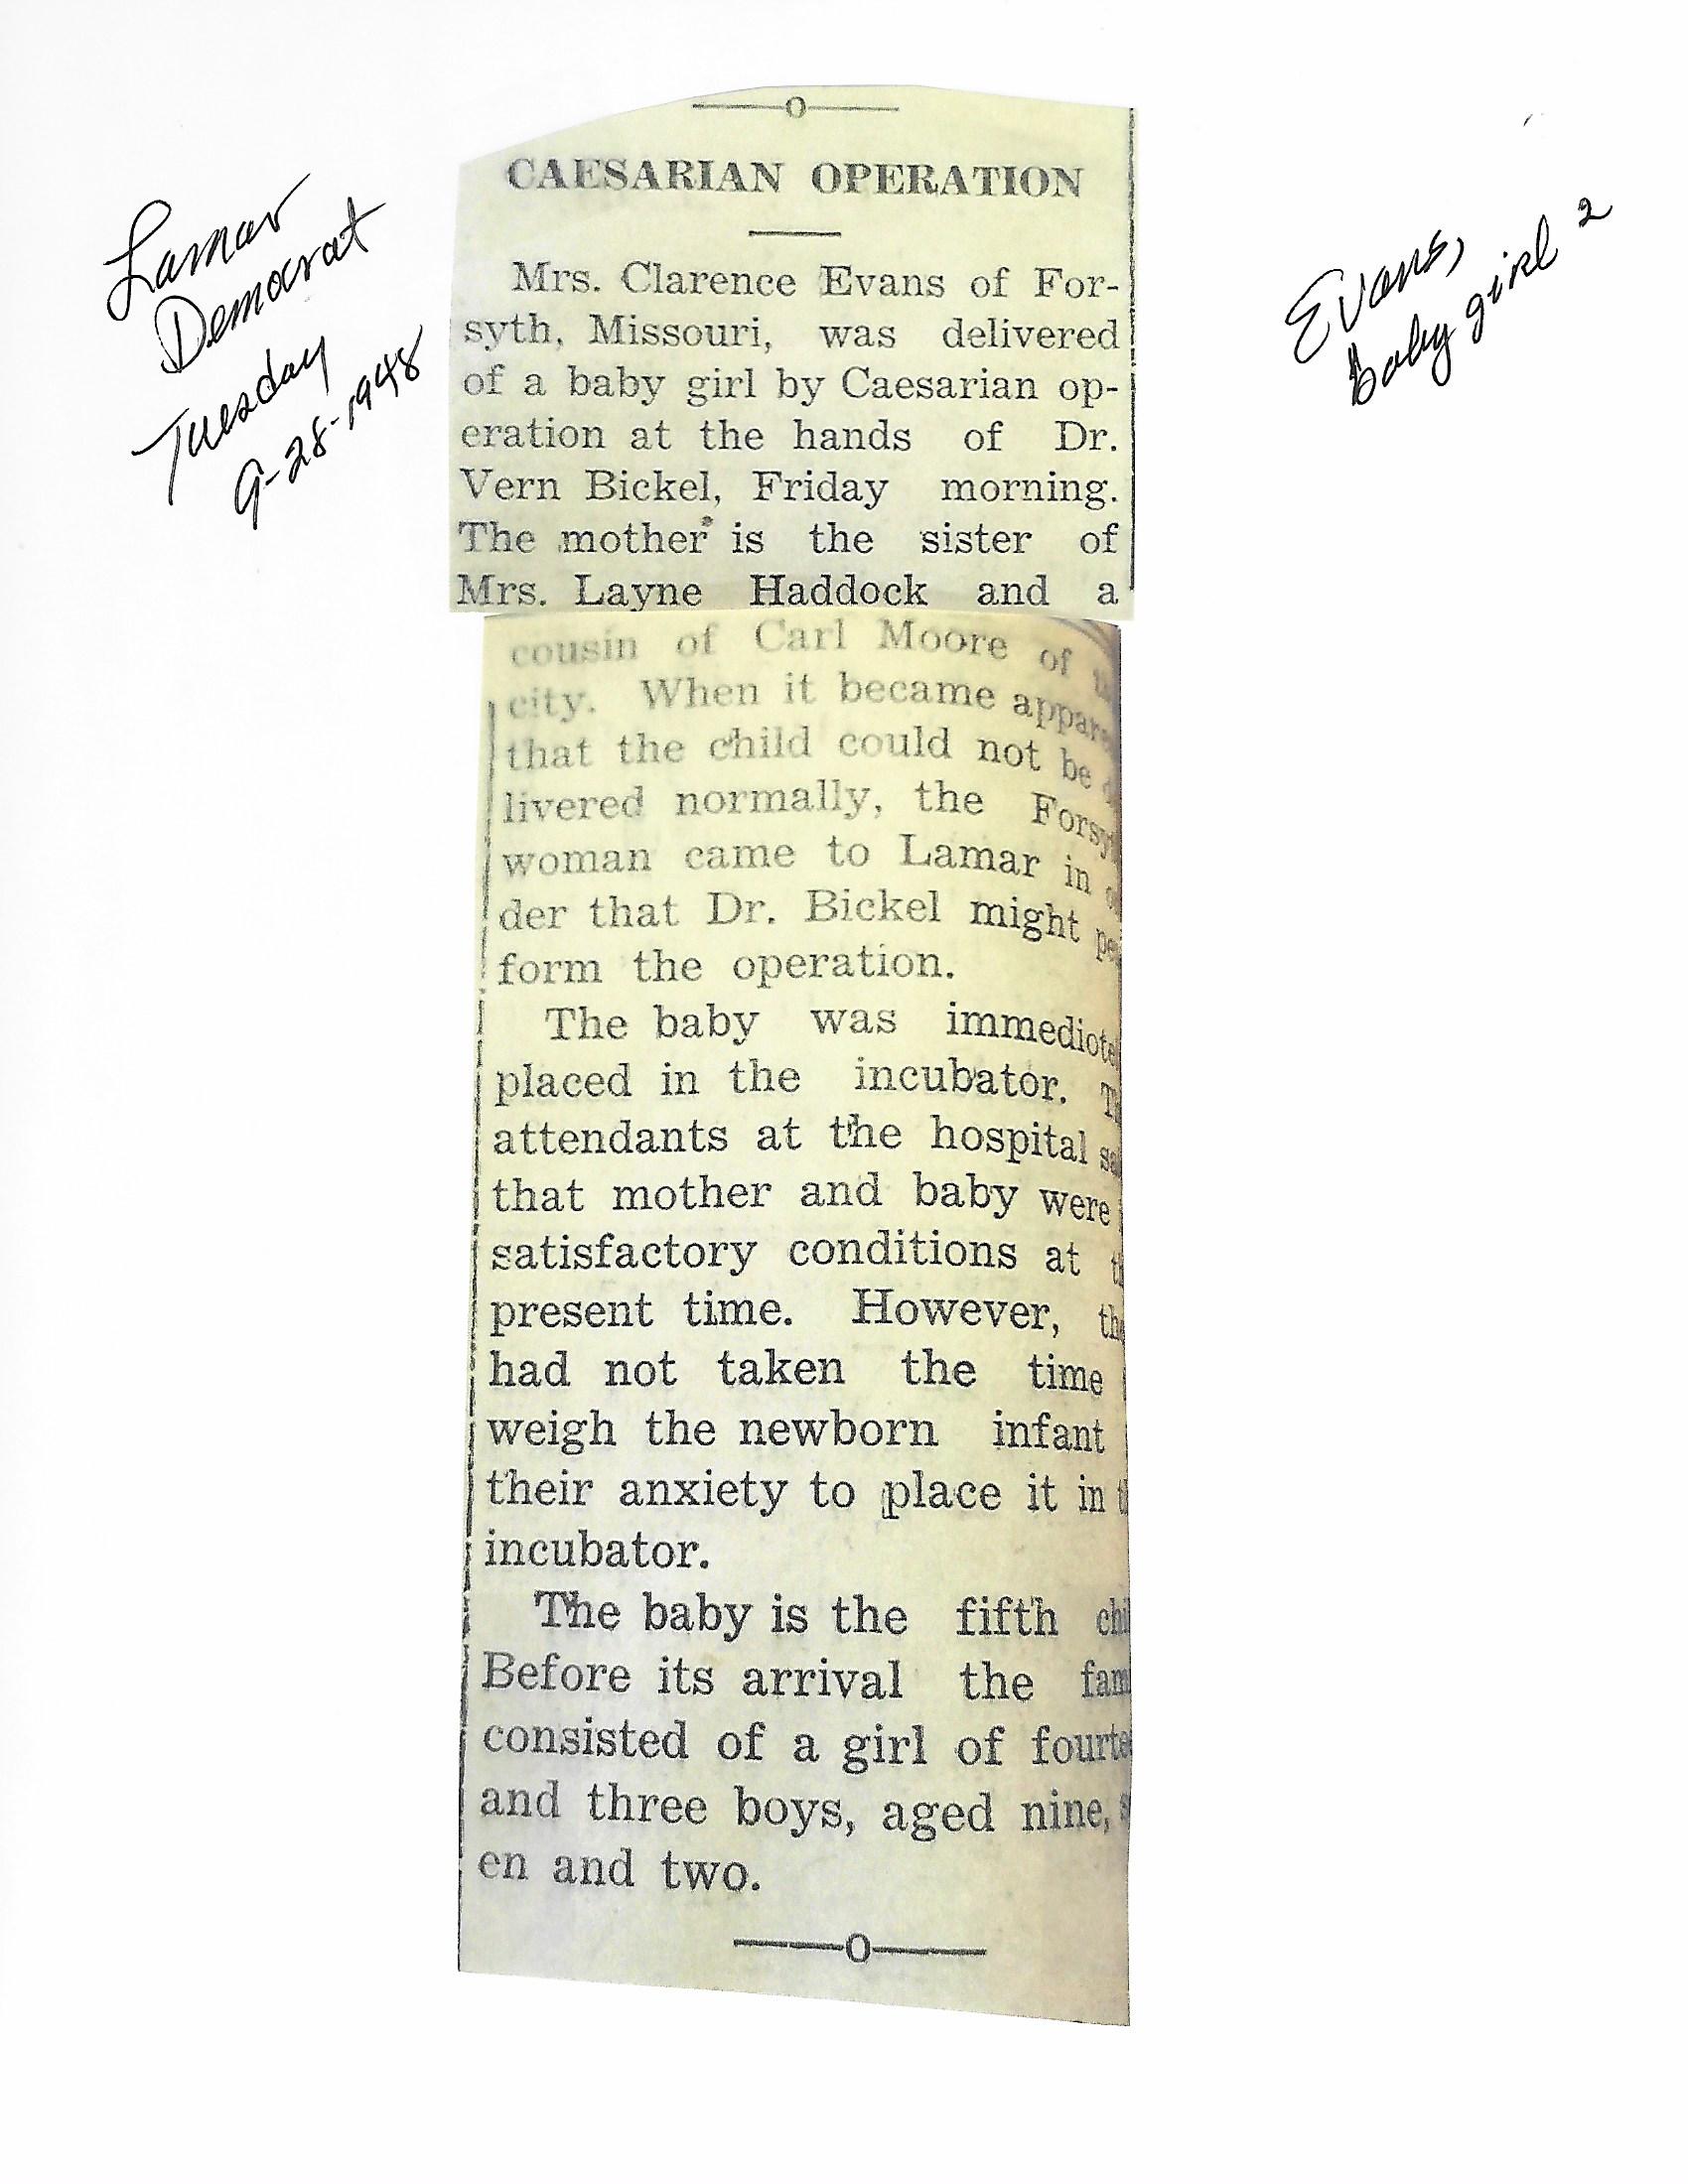 Lamar
Democrat
Tuesday
9-28-1948
Evans,
baby girl 2
CAESARIAN OPERATION
Mrs. Clarence Evans of For-
syth, Missouri, was delivered
of a baby girl by Caesarian op-
eration at the hands of Dr.
Vern Bickel, Friday morning.
The mother is the sister of
Mrs. Layne Haddock and a
cousin of Carl Moore of
city. When it became
that the child could not be
livered normally, the
woman came to Lamar in
der that Dr. Bickel might
form the operation.
The baby was
placed in the incubator.
attendants at the hospital
that mother and baby were
satisfactory conditions at
present time. However,
had not taken the time
weigh the newborn infant
their anxiety to place it in
incubator.
The baby is the fifth
Before its arrival the
consisted of a girl of
and three boys, aged nine,
en and two.